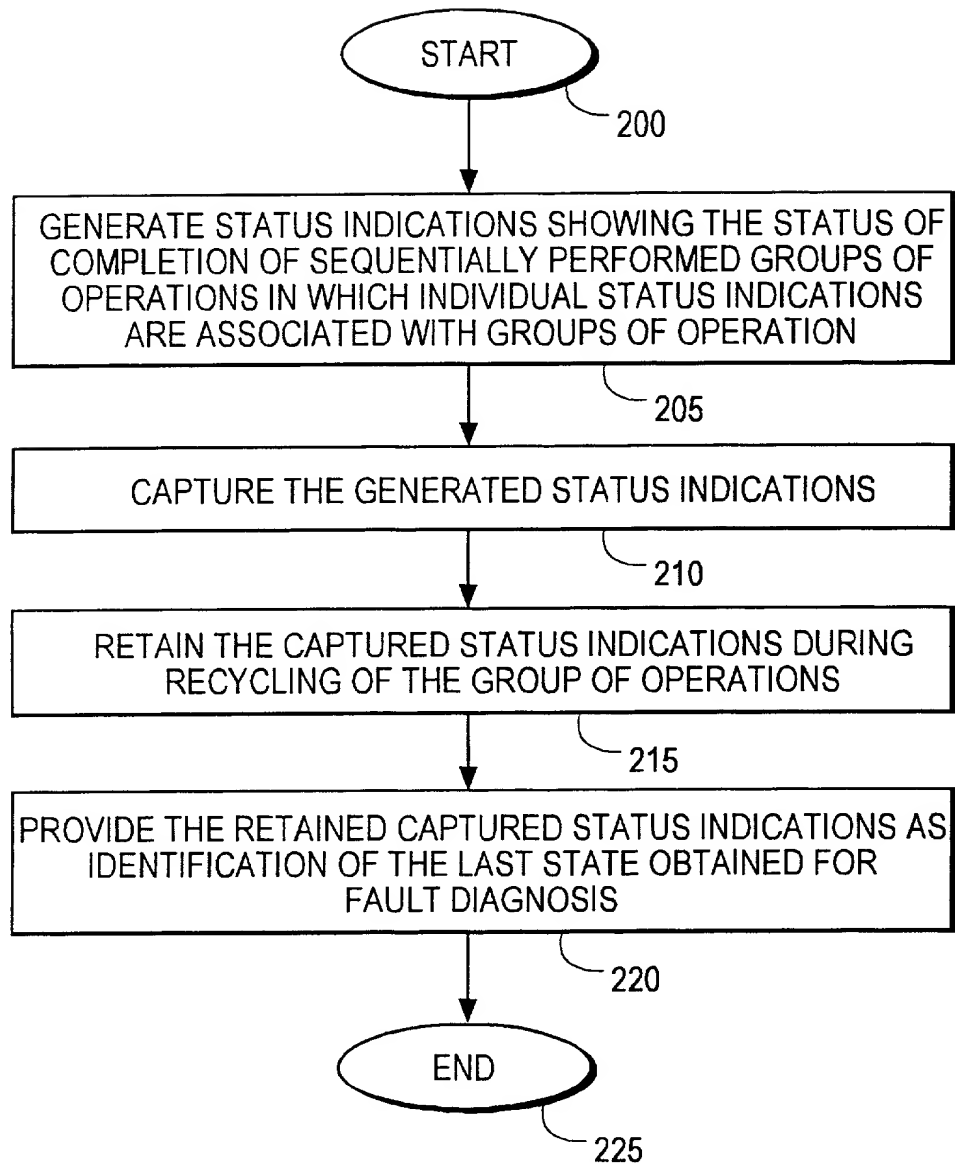 START
200
GENERATE STATUS INDICATIONS SHOWING THE STATUS OF
COMPLETION OF SEQUENTIALLY PERFORMED GROUPS OF
OPERATIONS IN WHICH INDIVIDUAL STATUS INDICATIONS
ARE ASSOCIATED WITH GROUPS OF OPERATION
205
CAPTURE THE GENERATED STATUS INDICATIONS
210
RETAIN THE CAPTURED STATUS INDICATIONS DURING
RECYCLING OF THE GROUP OF OPERATIONS
215
PROVIDE THE RETAINED CAPTURED STATUS INDICATIONS AS
IDENTIFICATION OF THE LAST STATE OBTAINED FOR
FAULT DIAGNOSIS
220
END
225